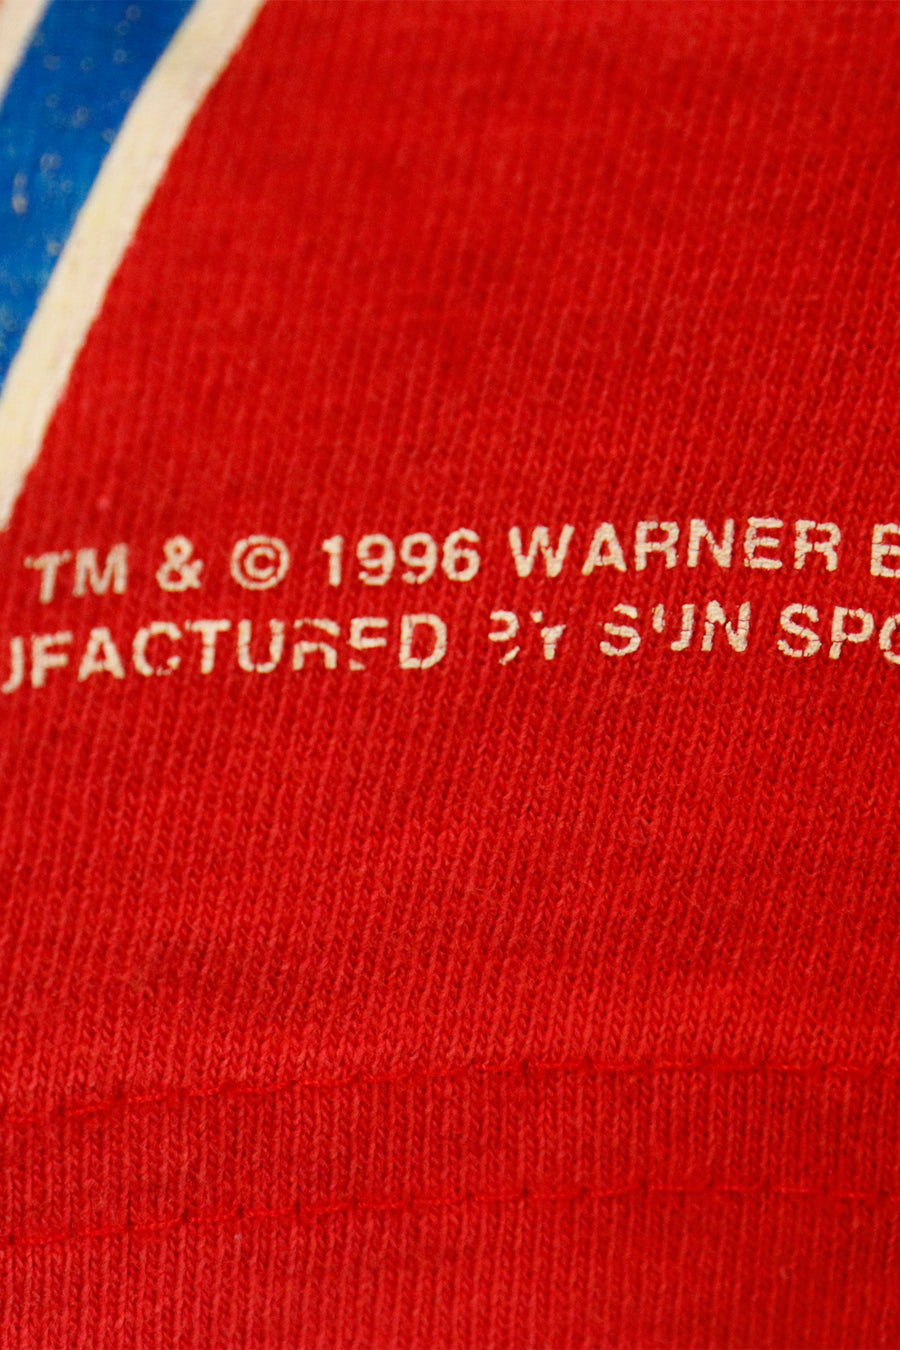 TM & © 1996 WARNER B
UFACTURED BY SUN SPO